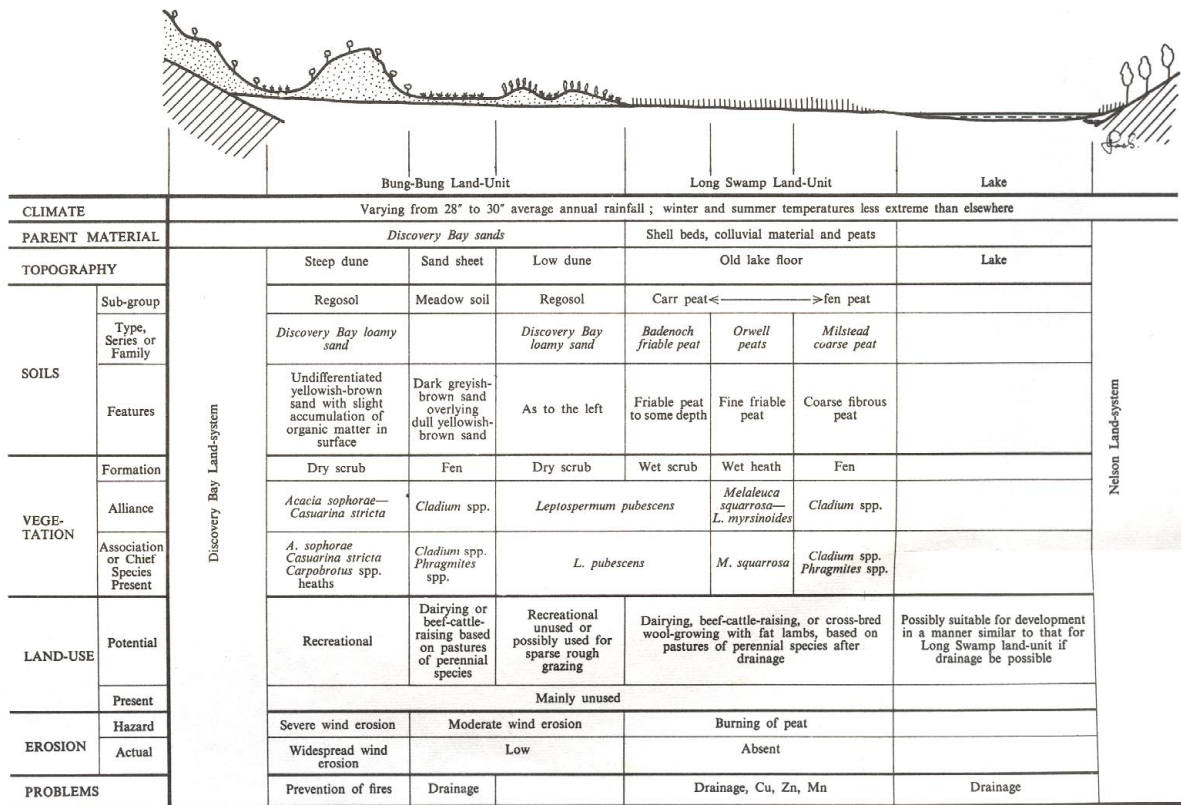 Bung-Bung Land-Unit
Long Swamp Land-Unit
Lake
CLIMATE
Varying from 28″ to 30″ average annual rainfall ; winter and summer temperatures less extreme than elsewhere
PARENT MATERIAL
Discovery Bay sands
Shell beds, colluvial material and peats
TOPOGRAPHY
Steep dune
Sand sheet
Low dune
Old lake floor
Lake
Discovery Bay Land-system
Nelson Land-system
SOILS
Sub-group
Regosol
Meadow soil
Regosol
Carr peat<———>fen peat
Type,
Series or
Family
Discovery Bay loamy
sand
Discovery Bay
loamy sand
Badenoch
friable peat
Orwell
peats
Milstead
coarse peat
Features
Undifferentiated
yellowish-brown
sand with slight
accumulation of
organic matter in
surface
Dark greyish-
brown sand
overlying
dull yellowish-
brown sand
As to the left
Friable peat
to some depth
Fine friable
peat
Coarse fibrous
peat
VEGE-
TATION
Formation
Dry scrub
Fen
Dry scrub
Wet scrub
Wet heath
Fen
Alliance
Acacia sophorae—
Casuarina stricta
Cladium spp.
Leptospermum pubescens
Melaleuca
squarrosa—
L. myrsinoides
Cladium spp.
Association
or Chief
Species
Present
A. sophorae
Casuarina stricta
Carpobrotus spp.
heaths
Cladium spp.
Phragmites
spp.
L. pubescens
M. squarrosa
Cladium spp.
Phragmites spp.
LAND-USE
Potential
Recreational
Dairying or
beef-cattle-
raising based
on pastures
of perennial
species
Recreational
unused or
possibly used for
sparse rough
grazing
Dairying, beef-cattle-raising, or cross-bred
wool-growing with fat lambs, based on
pastures of perennial species after
drainage
Possibly suitable for development
in a manner similar to that for
Long Swamp land-unit if
drainage be possible
Present
Mainly unused
EROSION
Hazard
Severe wind erosion
Moderate wind erosion
Burning of peat
Actual
Widespread wind
erosion
Low
Absent
PROBLEMS
Prevention of fires
Drainage
Drainage, Cu, Zn, Mn
Drainage